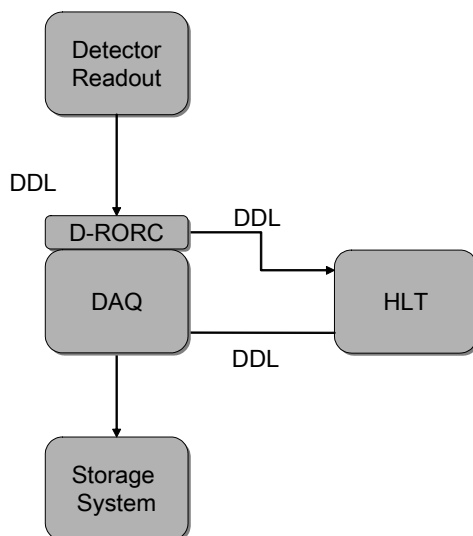 Detector
Readout
DDL
DDL
D-RORC
DAQ
HLT
DDL
Storage
System